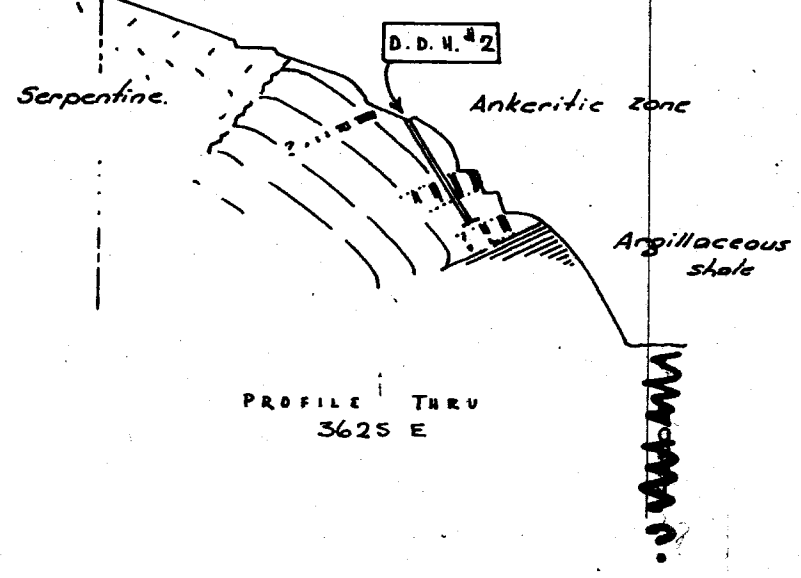 D.D.H. #2
Serpentine.
Ankeritic zone
?
Argillaceous
shale
?
PROFILE THRU
3625 E